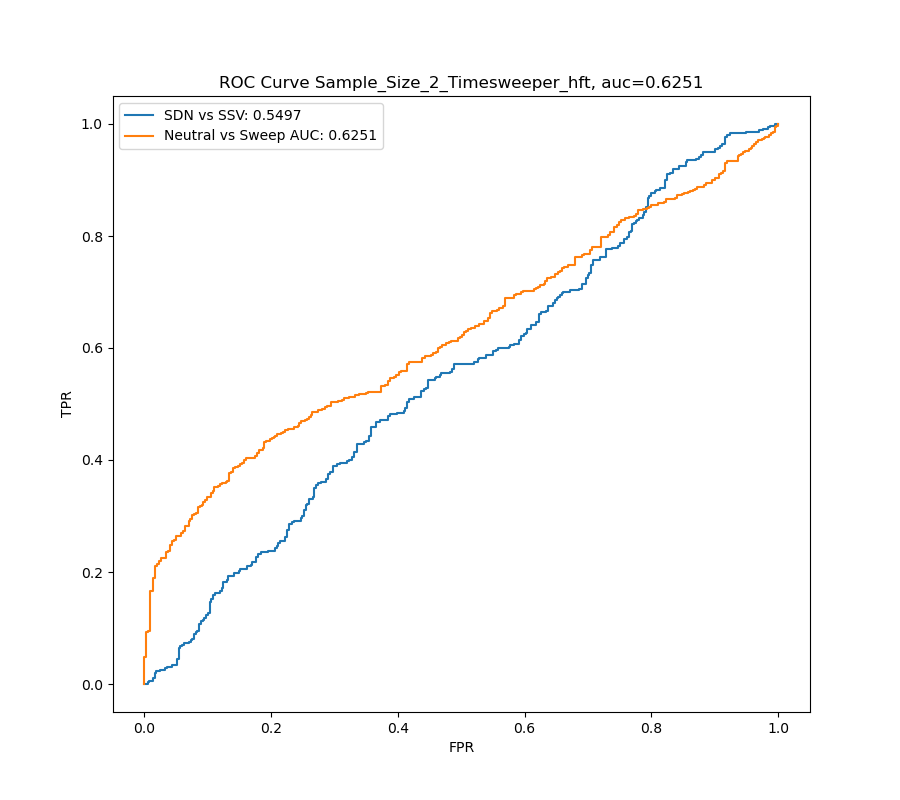 ROC Curve Sample_Size_2_Timesweeper_hft, auc=0.6251
SDN vs SSV: 0.5497
Neutral vs Sweep AUC: 0.6251
1.0
0.8
0.6
0.4
0.2
0.0
TPR
0.0 0.2 0.4 0.6 0.8 1.0
FPR